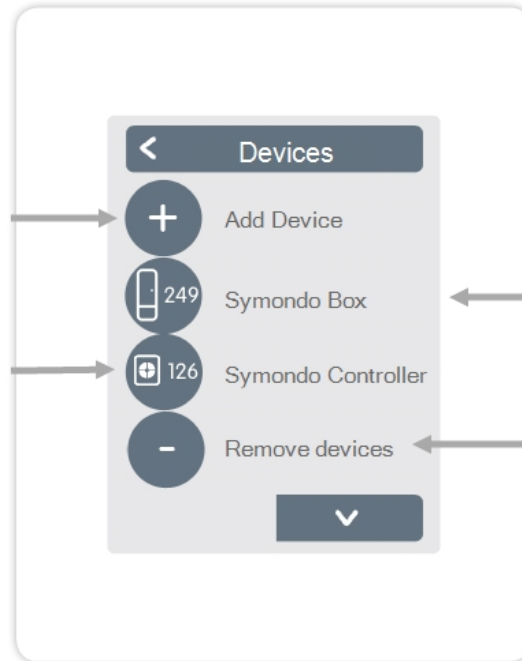 Devices
Add Device
249 Symondo Box
126 Symondo Controller
Remove devices